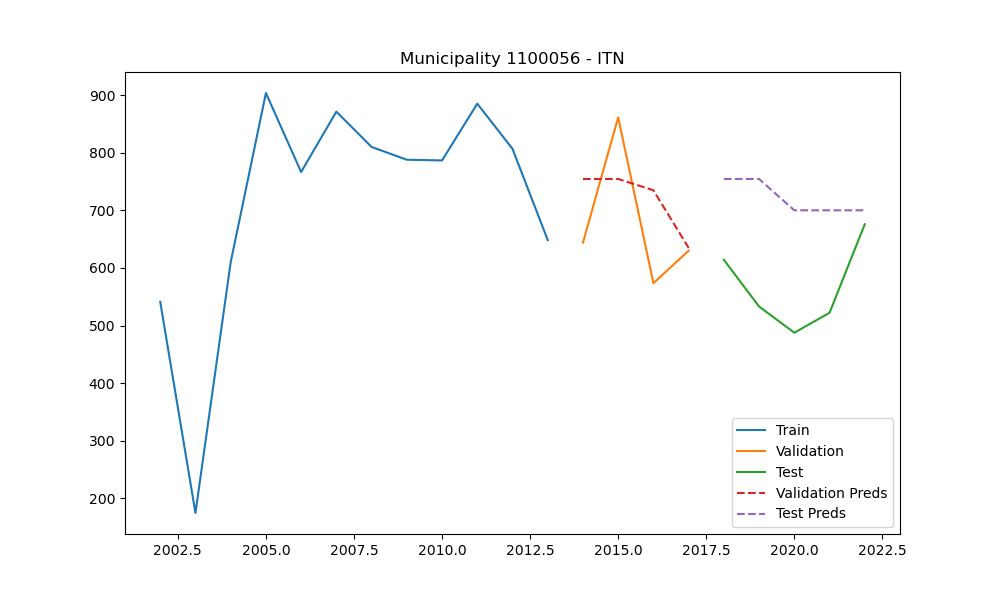 Municipality 1100056 - ITN
900
800
700
600
500
400
300
200
2002.5 2005.0 2007.5 2010.0 2012.5 2015.0 2017.5 2020.0 2022.5
Train
Validation
Test
Validation Preds
Test Preds